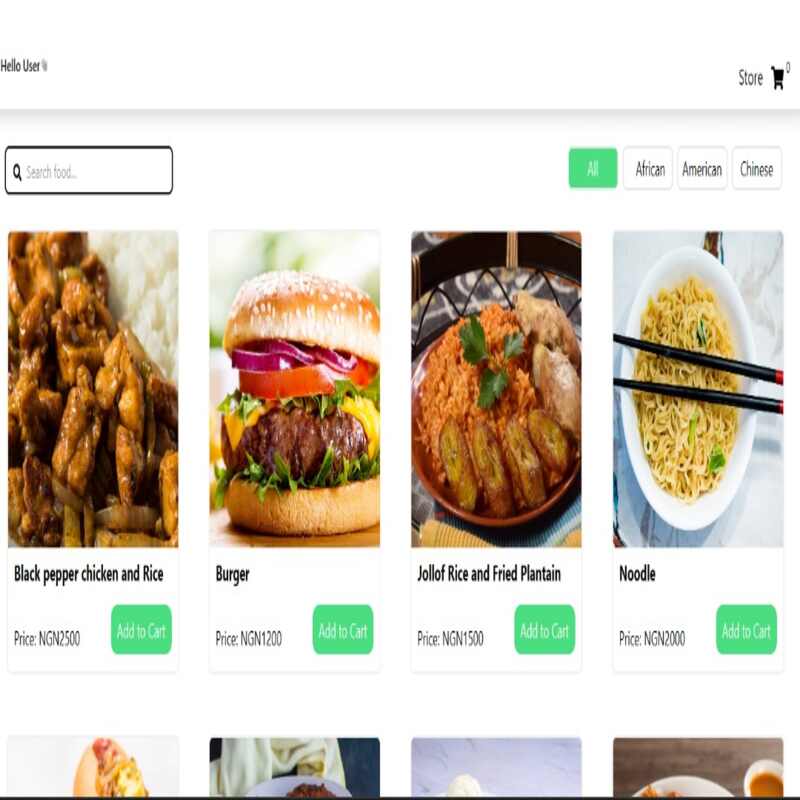 Hello User
Store 0
Search food...
All African American Chinese
Black pepper chicken and Rice
Price: NGN2500 Add to Cart
Burger
Price: NGN1200 Add to Cart
Jollof Rice and Fried Plantain
Price: NGN1500 Add to Cart
Noodle
Price: NGN2000 Add to Cart